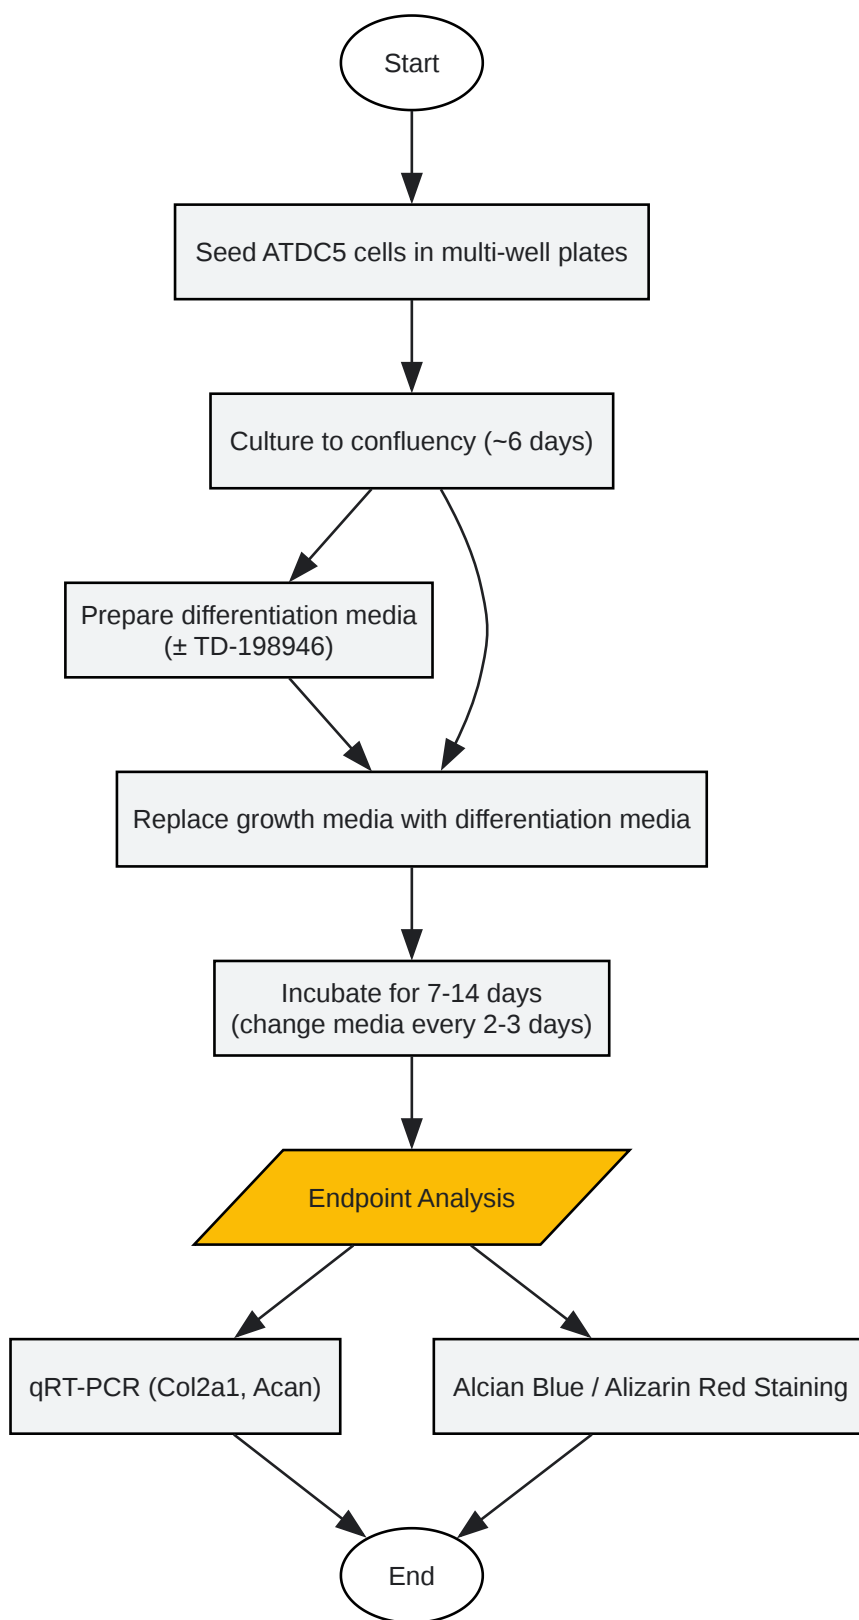 Start
Seed ATDC5 cells in multi-well plates
Culture to confluency (~6 days)
Prepare differentiation media
(± TD-198946)
Replace growth media with differentiation media
Incubate for 7-14 days
(change media every 2-3 days)
Endpoint Analysis
qRT-PCR (Col2a1, Acan)
Alcian Blue / Alizarin Red Staining
End